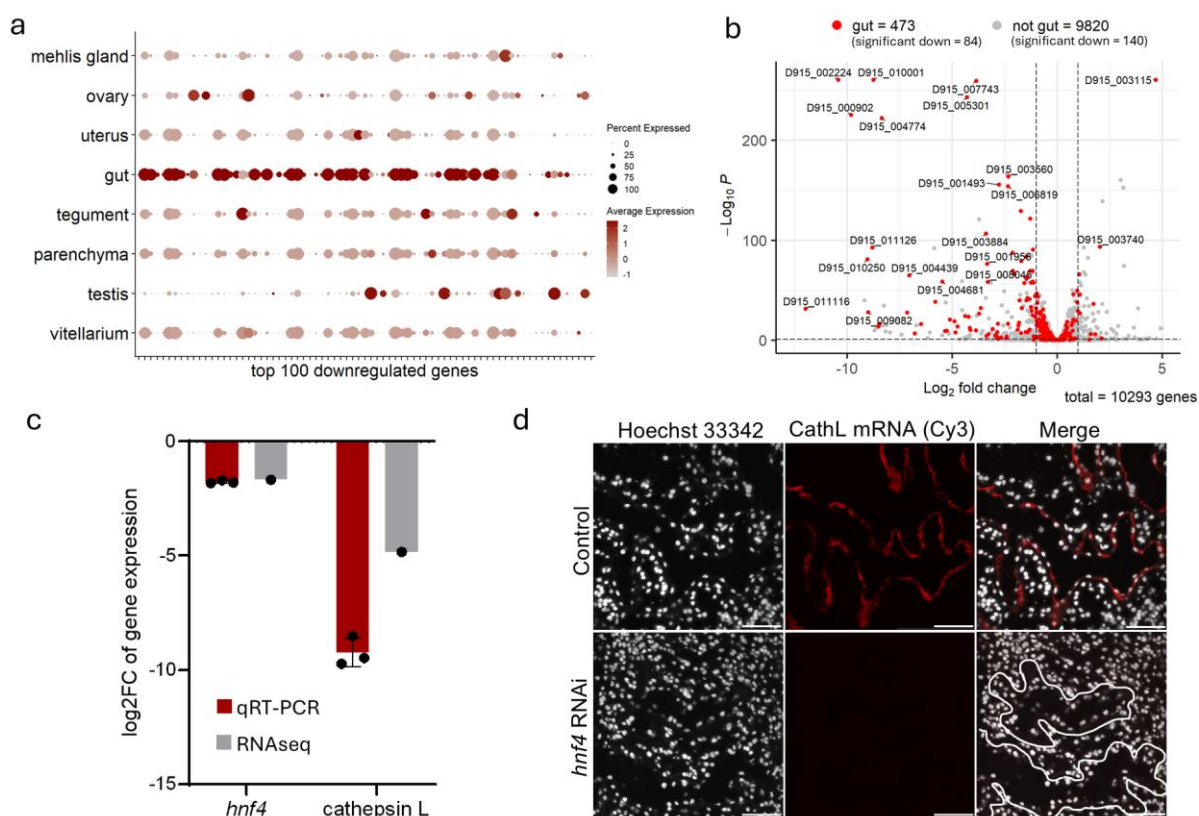 a
mehlis gland
ovary
uterus
gut
tegument
parenchyma
testis
vitellarium
top 100 downregulated genes
Percent Expressed
0
25
50
75
100
Average Expression
2
1
0
-1
b
gut = 473
(significant down = 84)
not gut = 9820
(significant down = 140)
D915_002224
D915_010001
D915_007743
D915_003115
D915_005301
D915_000902
D915_004774
D915_003560
D915_001493
D915_006819
D915_011126
D915_003884
D915_003740
D915_010250
D915_004439
D915_001956
D915_008045
D915_004681
D915_011116
D915_009082
−Log10 P
200
100
0
-10
-5
0
5
Log2 fold change
total = 10293 genes
c
log2FC of gene expression
0
-5
-10
-15
qRT-PCR
RNAseq
hnf4
cathepsin L
d
Hoechst 33342
CathL mRNA (Cy3)
Merge
Control
hnf4 RNAi